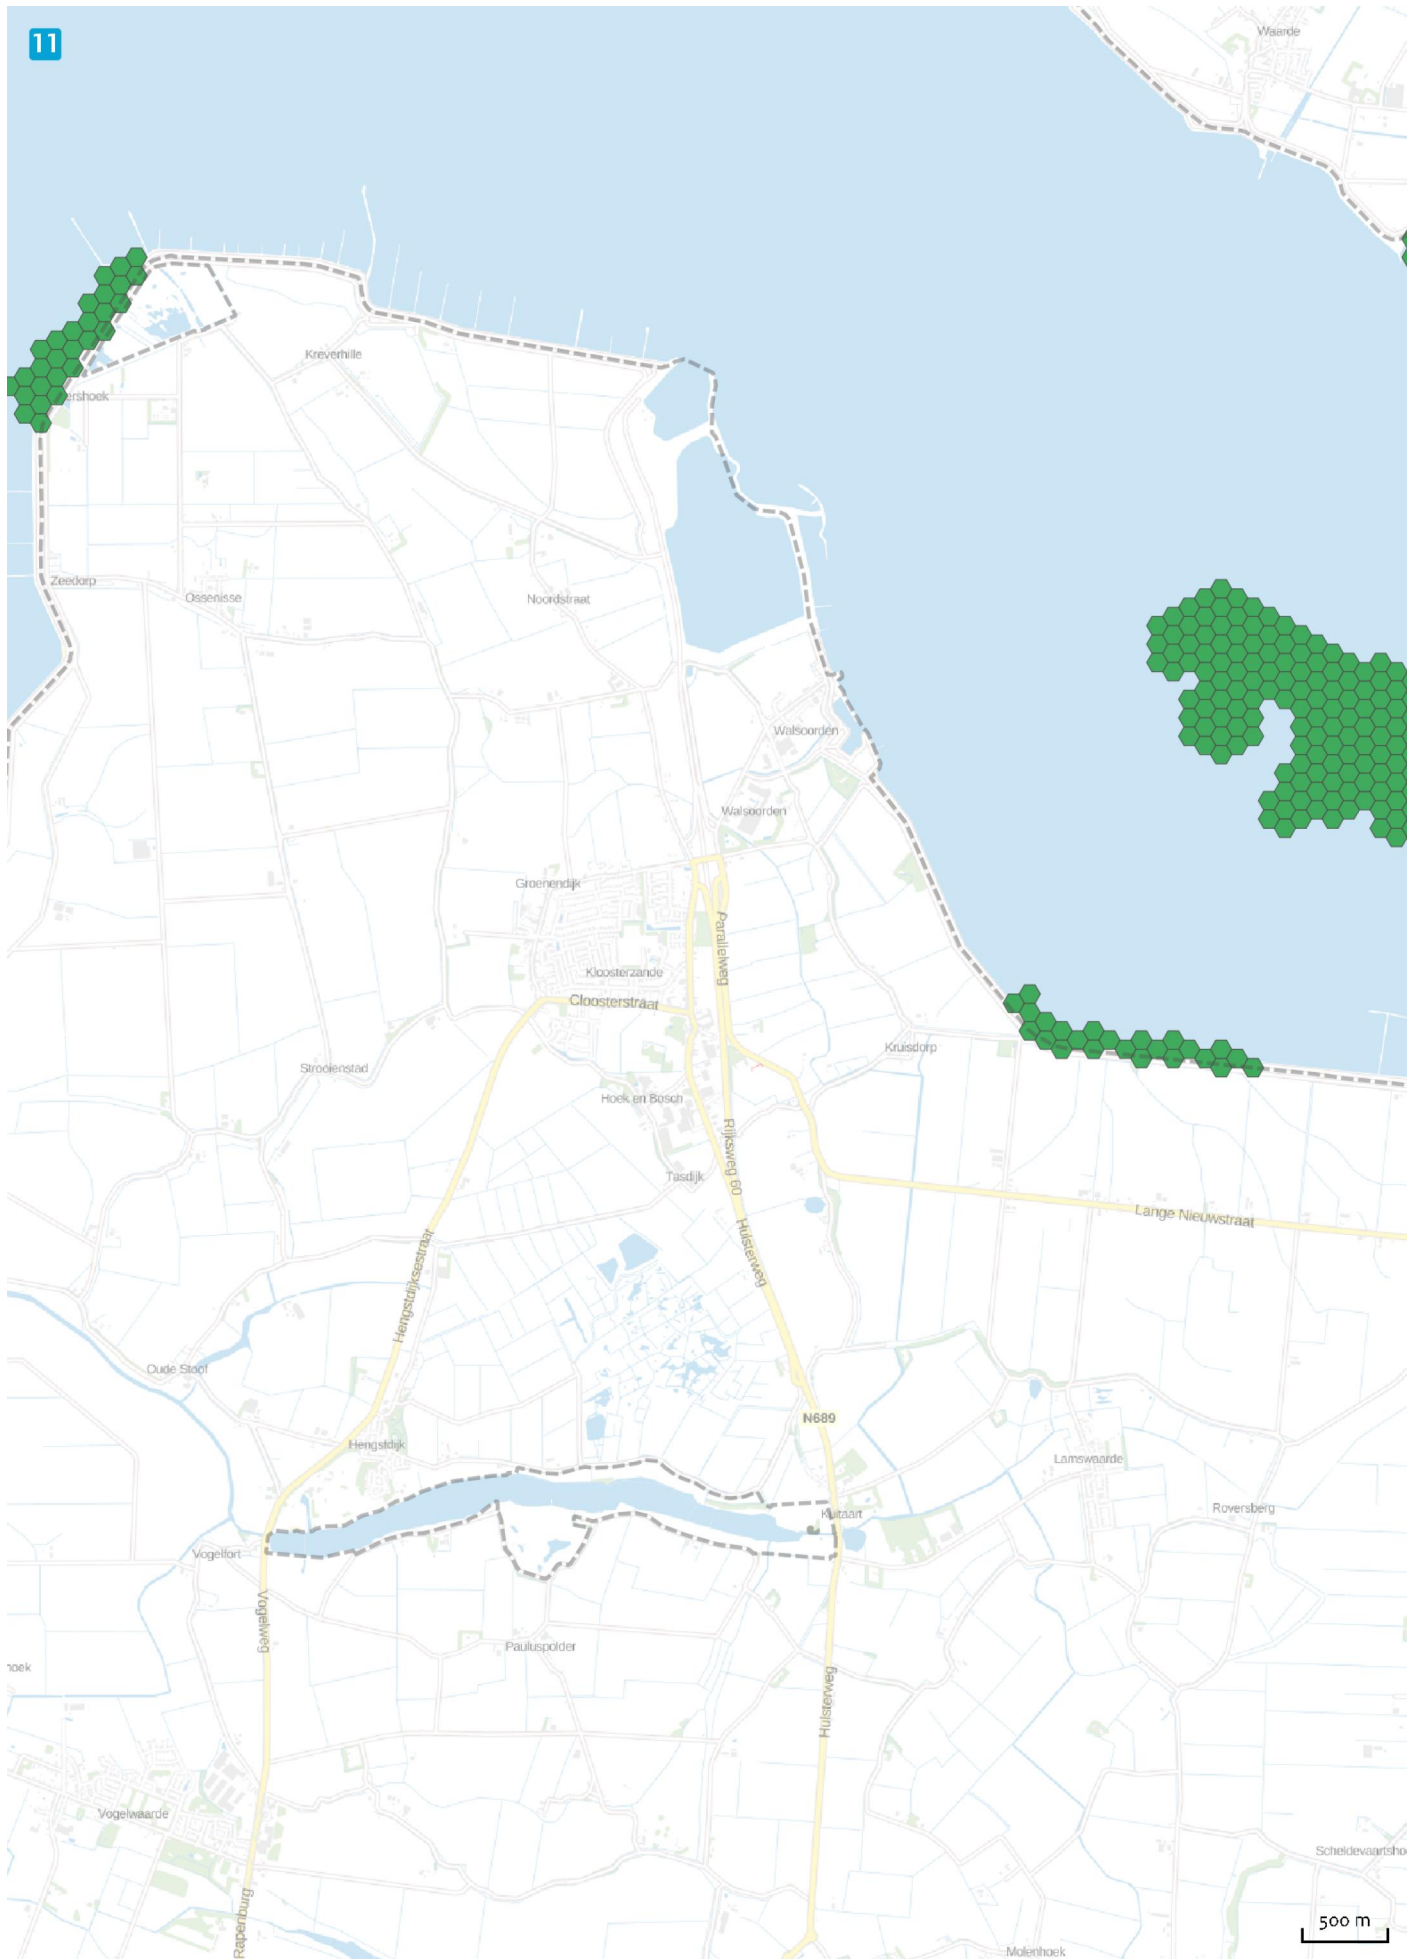 11
Waarde
Kreverhille
ershoek
Zeedorp
Ossenisse
Noordstraat
Walsoorden
Walsoorden
Groenendijk
Parallelweg
Kloosterzande
Cloosterstraat
Kruisdorp
Strooienstad
Hoek en Bosch
Rijksweg 60
Tasdijk
Lange Nieuwstraat
Hulsterweg
Hengstdijksestraat
Oude Stoof
N689
Hengstdijk
Lamswaarde
Roversberg
Kuitaart
Vogelfort
Vogelweg
Pauluspolder
hoek
Hulsterweg
Vogelwaarde
Scheldevaartsho
Rapenburg
500 m
Molenhoek